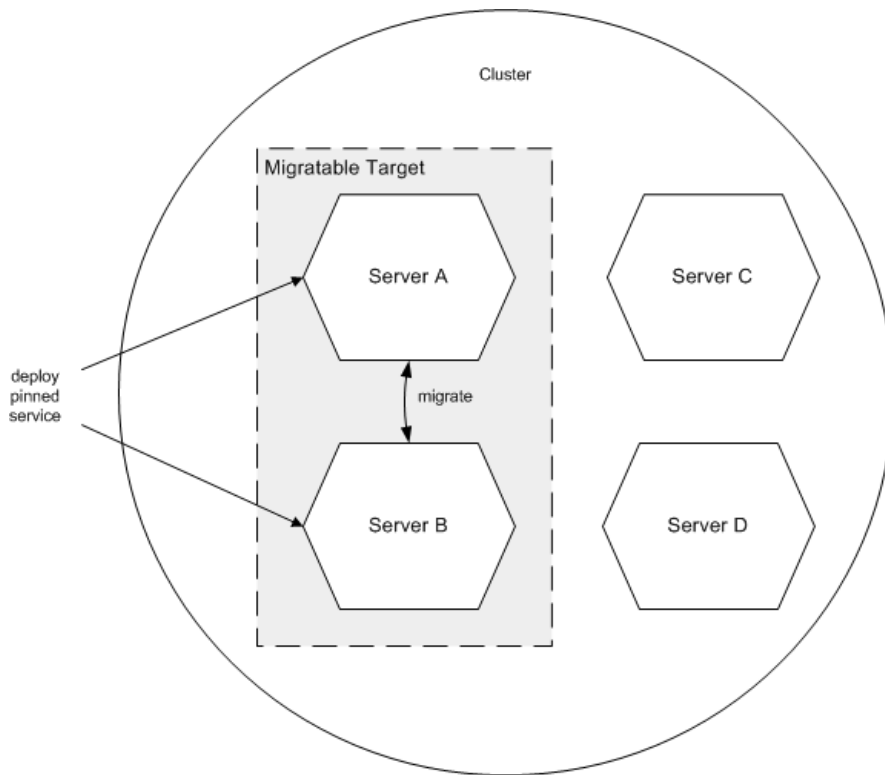 Cluster
Migratable Target
Server A
Server C
deploy
pinned
service
migrate
Server B
Server D